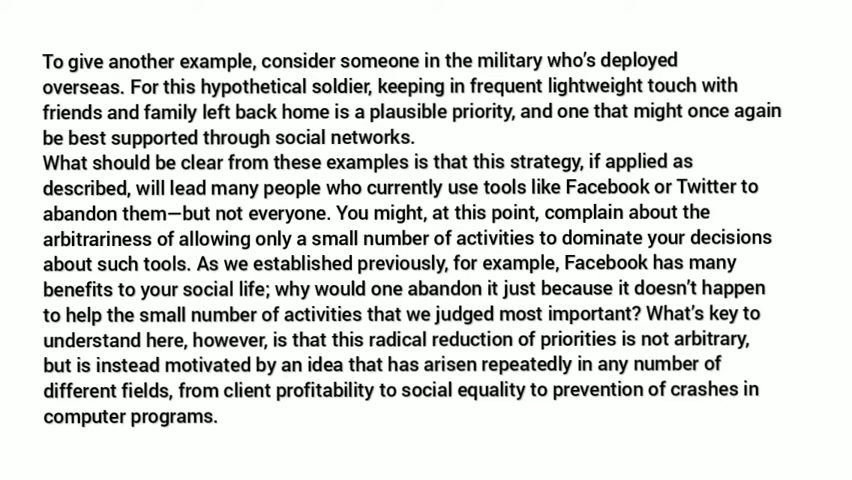 To give another example, consider someone in the military who’s deployed
overseas. For this hypothetical soldier, keeping in frequent lightweight touch with
friends and family left back home is a plausible priority, and one that might once again
be best supported through social networks.
What should be clear from these examples is that this strategy, if applied as
described, will lead many people who currently use tools like Facebook or Twitter to
abandon them—but not everyone. You might, at this point, complain about the
arbitrariness of allowing only a small number of activities to dominate your decisions
about such tools. As we established previously, for example, Facebook has many
benefits to your social life; why would one abandon it just because it doesn’t happen
to help the small number of activities that we judged most important? What’s key to
understand here, however, is that this radical reduction of priorities is not arbitrary,
but is instead motivated by an idea that has arisen repeatedly in any number of
different fields, from client profitability to social equality to prevention of crashes in
computer programs.